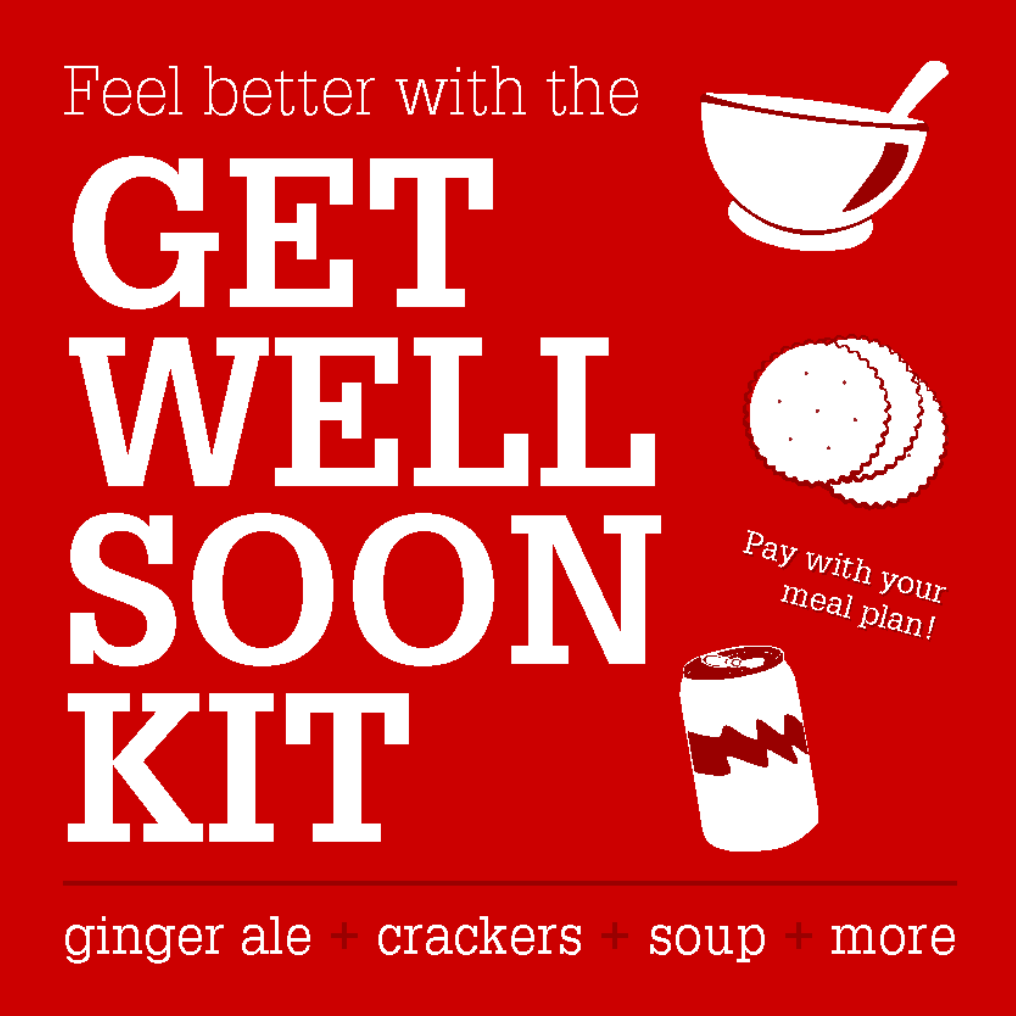 Feel better with the
GET
WELL
SOON
KIT
Pay with your
meal plan!
ginger ale + crackers + soup + more